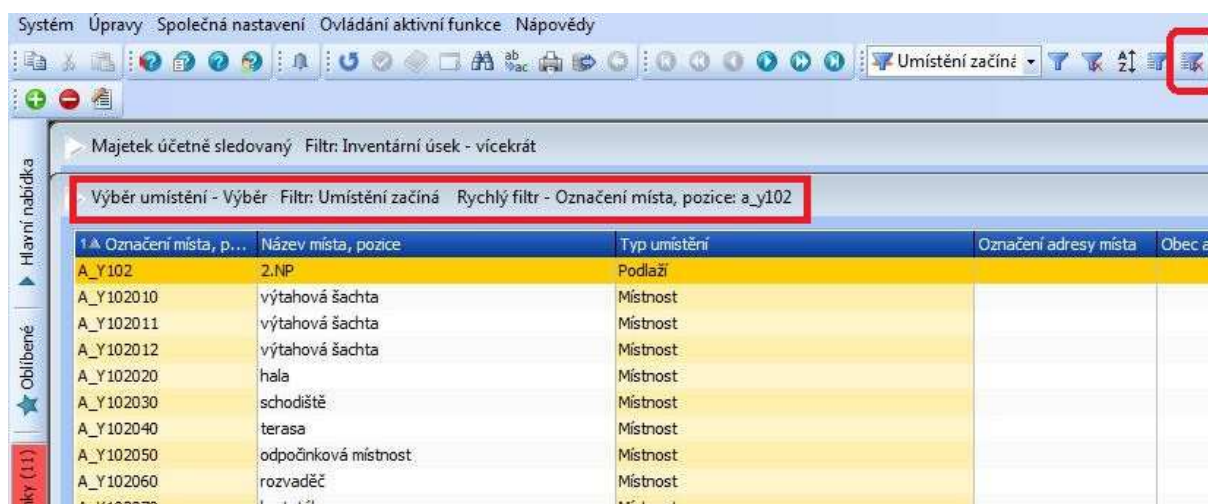 Systém Úpravy Společná nastavení Ovládání aktivní funkce Nápovědy
Umístění začíná
Majetek účetně sledovaný Filtr: Inventární úsek - vícekrát
Výběr umístění - Výběr Filtr: Umístění začíná Rychlý filtr - Označení místa, pozice: a_y102
1 Označení místa, p... Název místa, pozice Typ umístění Označení adresy místa Obec a
A_Y102 2.NP Podlaží
A_Y102010 výtahová šachta Místnost
A_Y102011 výtahová šachta Místnost
A_Y102012 výtahová šachta Místnost
A_Y102020 hala Místnost
A_Y102030 schodiště Místnost
A_Y102040 terasa Místnost
A_Y102050 odpočinková místnost Místnost
A_Y102060 rozvaděč Místnost
Hlavní nabídka
Oblíbené
(11)